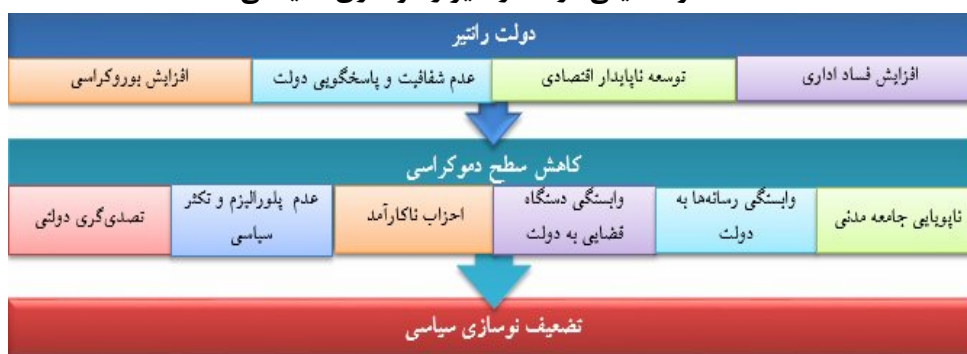 دولت رانتیر
افزایش فساد اداری
توسعه ناپایدار اقتصادی
عدم شفافیت و پاسخگویی دولت
افزایش بوروکراسی
کاهش سطح دموکراسی
ناپویایی جامعه مدنی
وابستگی رسانه‌ها به
دولت
وابستگی دستگاه
قضایی به دولت
احزاب ناکارآمد
عدم پلورالیزم و تکثر
سیاسی
تصدی‌گری دولتی
تضعیف نوسازی سیاسی